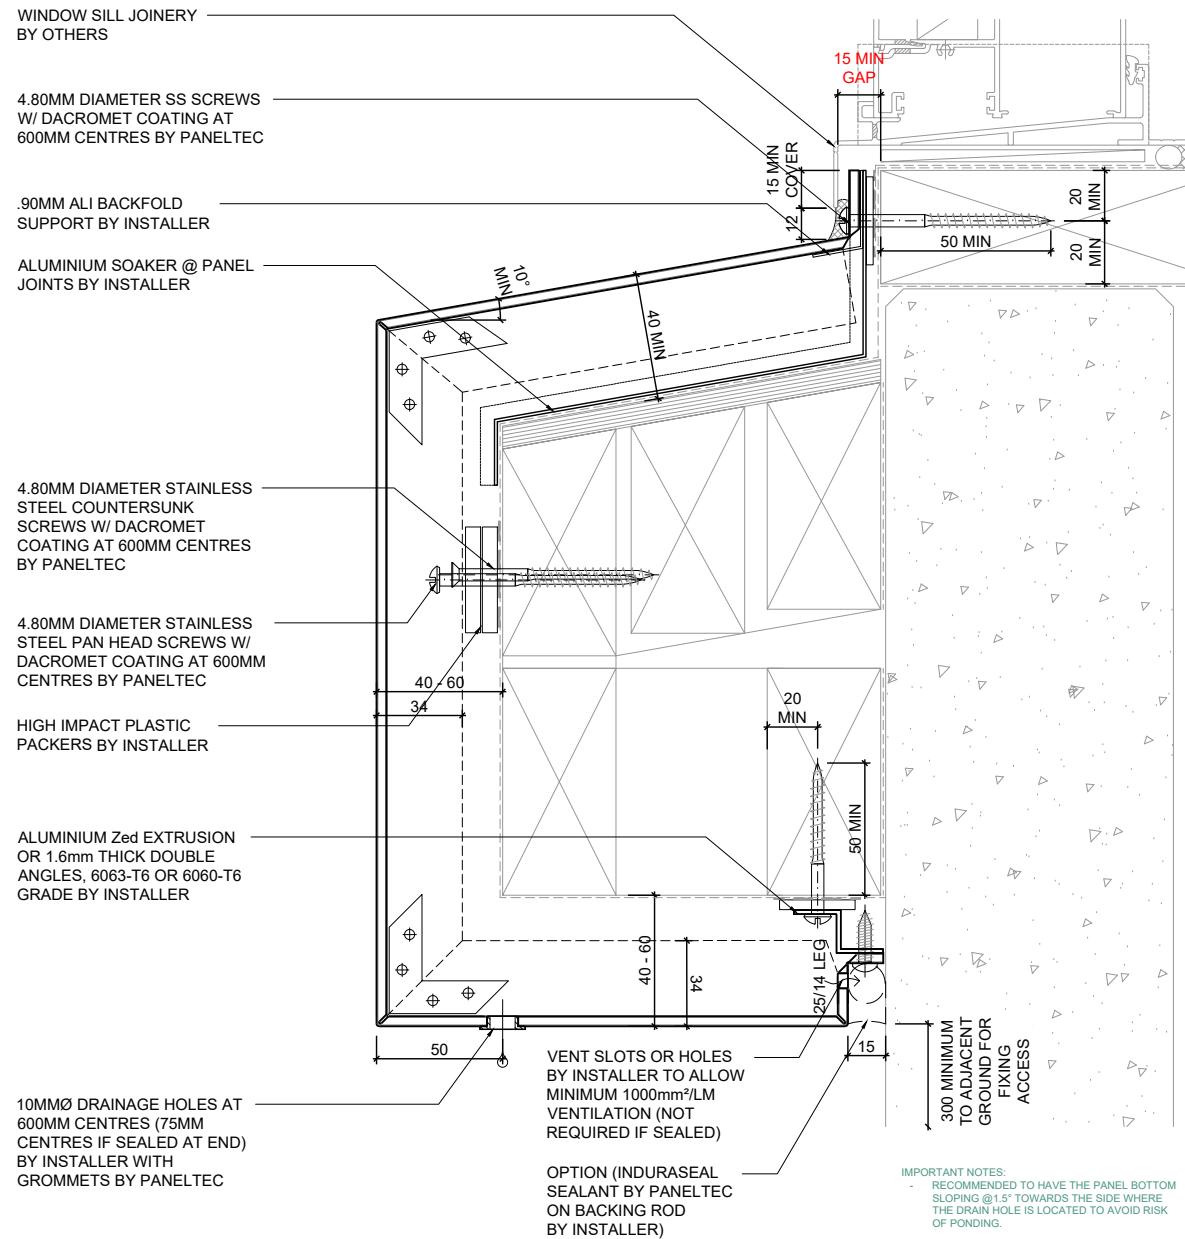 WINDOW SILL JOINERY
BY OTHERS
15 MIN
GAP
4.80MM DIAMETER SS SCREWS
W/ DACROMET COATING AT
600MM CENTRES BY PANELTEC
15 MIN
COVER
12
20
MIN
50 MIN
20
MIN
.90MM ALI BACKFOLD
SUPPORT BY INSTALLER
ALUMINIUM SOAKER @ PANEL
JOINTS BY INSTALLER
10°
MIN
40 MIN
4.80MM DIAMETER STAINLESS
STEEL COUNTERSUNK
SCREWS W/ DACROMET
COATING AT 600MM CENTRES
BY PANELTEC
4.80MM DIAMETER STAINLESS
STEEL PAN HEAD SCREWS W/
DACROMET COATING AT 600MM
CENTRES BY PANELTEC
40 - 60
34
20
MIN
HIGH IMPACT PLASTIC
PACKERS BY INSTALLER
50 MIN
ALUMINIUM Zed EXTRUSION
OR 1.6mm THICK DOUBLE
ANGLES, 6063-T6 OR 6060-T6
GRADE BY INSTALLER
40 - 60
34
25/14 LEG
50
15
300 MINIMUM
TO ADJACENT
GROUND FOR
FIXING
ACCESS
VENT SLOTS OR HOLES
BY INSTALLER TO ALLOW
MINIMUM 1000mm²/LM
VENTILATION (NOT
REQUIRED IF SEALED)
10MMØ DRAINAGE HOLES AT
600MM CENTRES (75MM
CENTRES IF SEALED AT END)
BY INSTALLER WITH
GROMMETS BY PANELTEC
OPTION (INDURASEAL
SEALANT BY PANELTEC
ON BACKING ROD
BY INSTALLER)
IMPORTANT NOTES:
- RECOMMENDED TO HAVE THE PANEL BOTTOM
SLOPING @1.5° TOWARDS THE SIDE WHERE
THE DRAIN HOLE IS LOCATED TO AVOID RISK
OF PONDING.